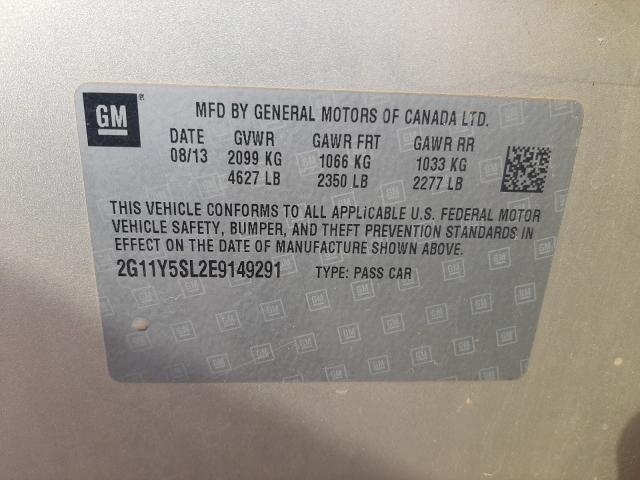 GM
MFD BY GENERAL MOTORS OF CANADA LTD.
DATE GVWR GAWR FRT GAWR RR
08/13 2099 KG 1066 KG 1033 KG
4627 LB 2350 LB 2277 LB
THIS VEHICLE CONFORMS TO ALL APPLICABLE U.S. FEDERAL MOTOR
VEHICLE SAFETY, BUMPER, AND THEFT PREVENTION STANDARDS IN
EFFECT ON THE DATE OF MANUFACTURE SHOWN ABOVE.
2G11Y5SL2E9149291 TYPE: PASS CAR